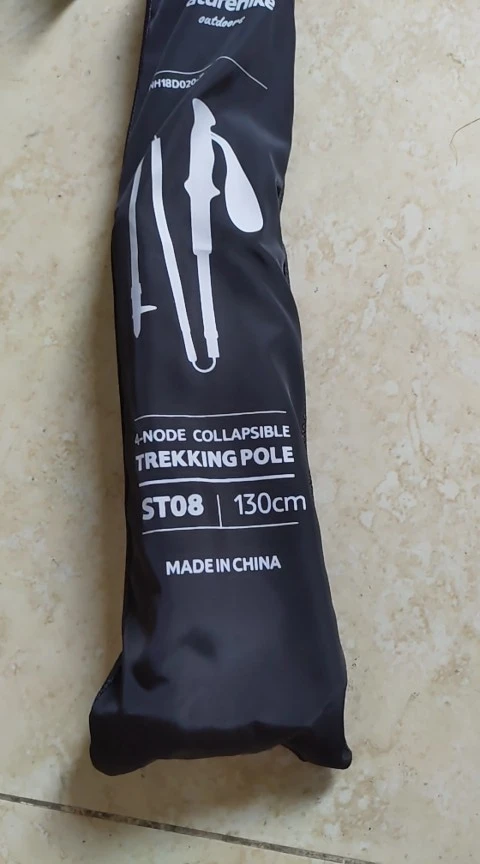 outdoors
4-NODE COLLAPSIBLE
TREKKING POLE
ST08 | 130cm
MADE IN CHINA